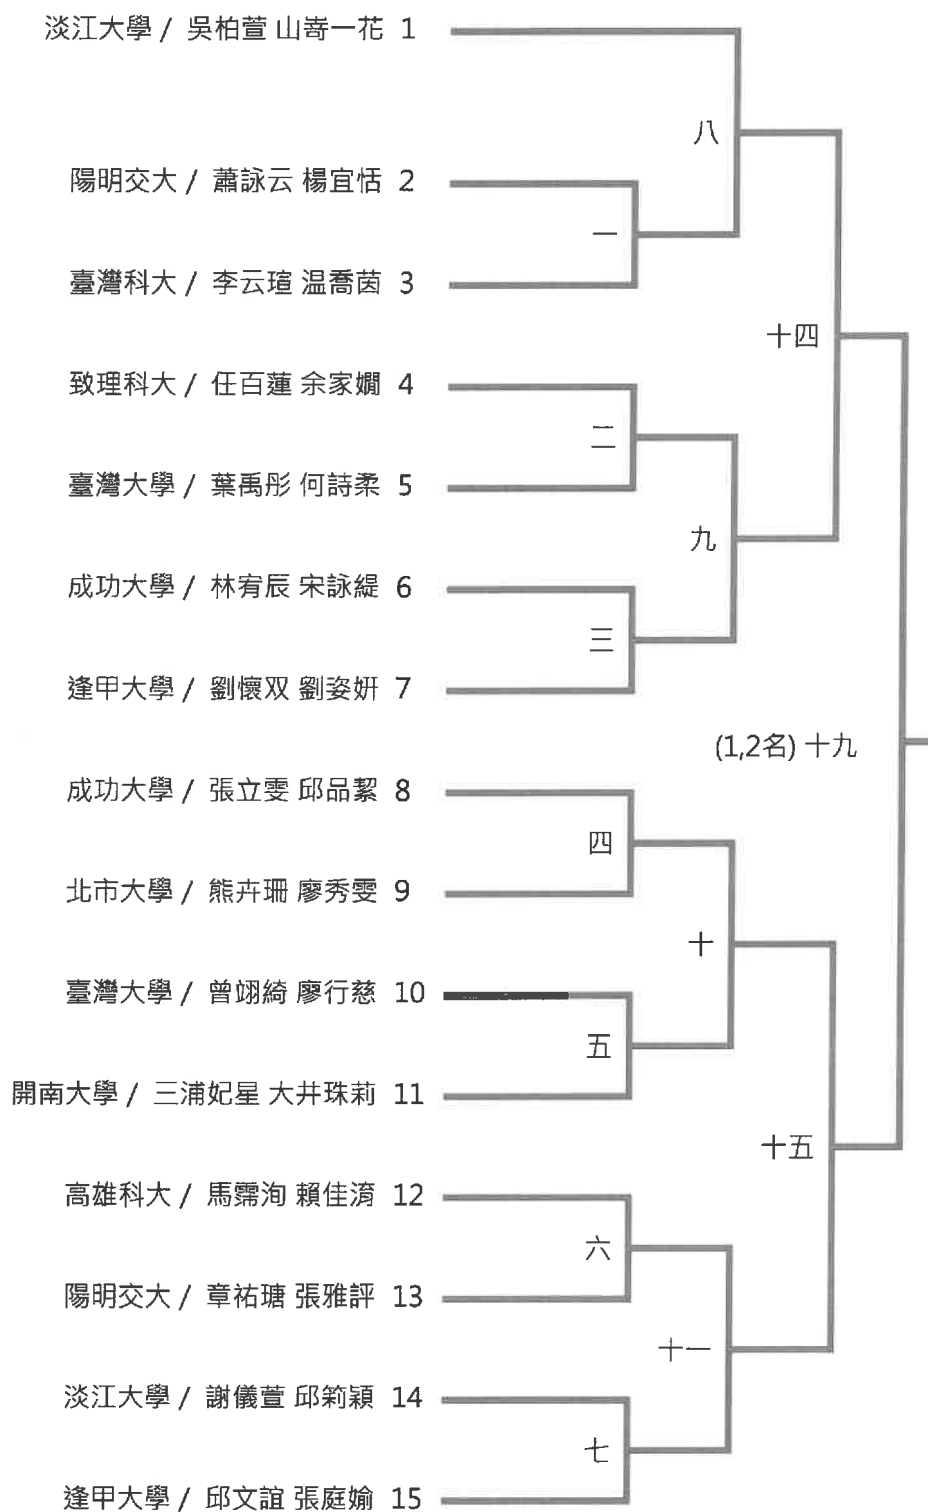 淡江大學 / 吳柏萱 山嵜一花 1
八
陽明交大 / 蕭詠云 楊宜恬 2
一
臺灣科大 / 李云瑄 温喬茵 3
十四
致理科大 / 任百蓮 余家嫺 4
二
臺灣大學 / 葉禹彤 何詩柔 5
九
成功大學 / 林宥辰 宋詠緹 6
三
逢甲大學 / 劉懷双 劉姿妍 7
(1,2名) 十九
成功大學 / 張立雯 邱品絜 8
四
北市大學 / 熊卉珊 廖秀雯 9
十
臺灣大學 / 曾翊綺 廖行慈 10
五
開南大學 / 三浦妃星 大井珠莉 11
十五
高雄科大 / 馬霈洵 賴佳淯 12
六
陽明交大 / 章祐瑭 張雅評 13
十一
淡江大學 / 謝儀萱 邱筣穎 14
七
逢甲大學 / 邱文誼 張庭媮 15